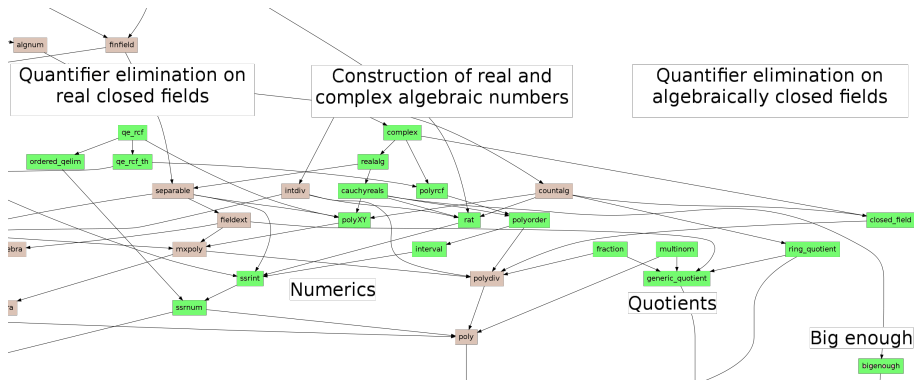 algnum
finfield
Quantifier elimination on
real closed fields
Construction of real and
complex algebraic numbers
Quantifier elimination on
algebraically closed fields
qe_rcf
complex
ordered_qelim
qe_rcf_th
realalg
separable
intdiv
cauchyreals
polyrcf
countalg
fieldext
polyXY
rat
polyorder
closed_field
ebra
mxpoly
interval
fraction
multinom
ring_quotient
ssrint
polydiv
generic_quotient
Numerics
Quotients
ra
ssrnum
poly
Big enough
bigenough